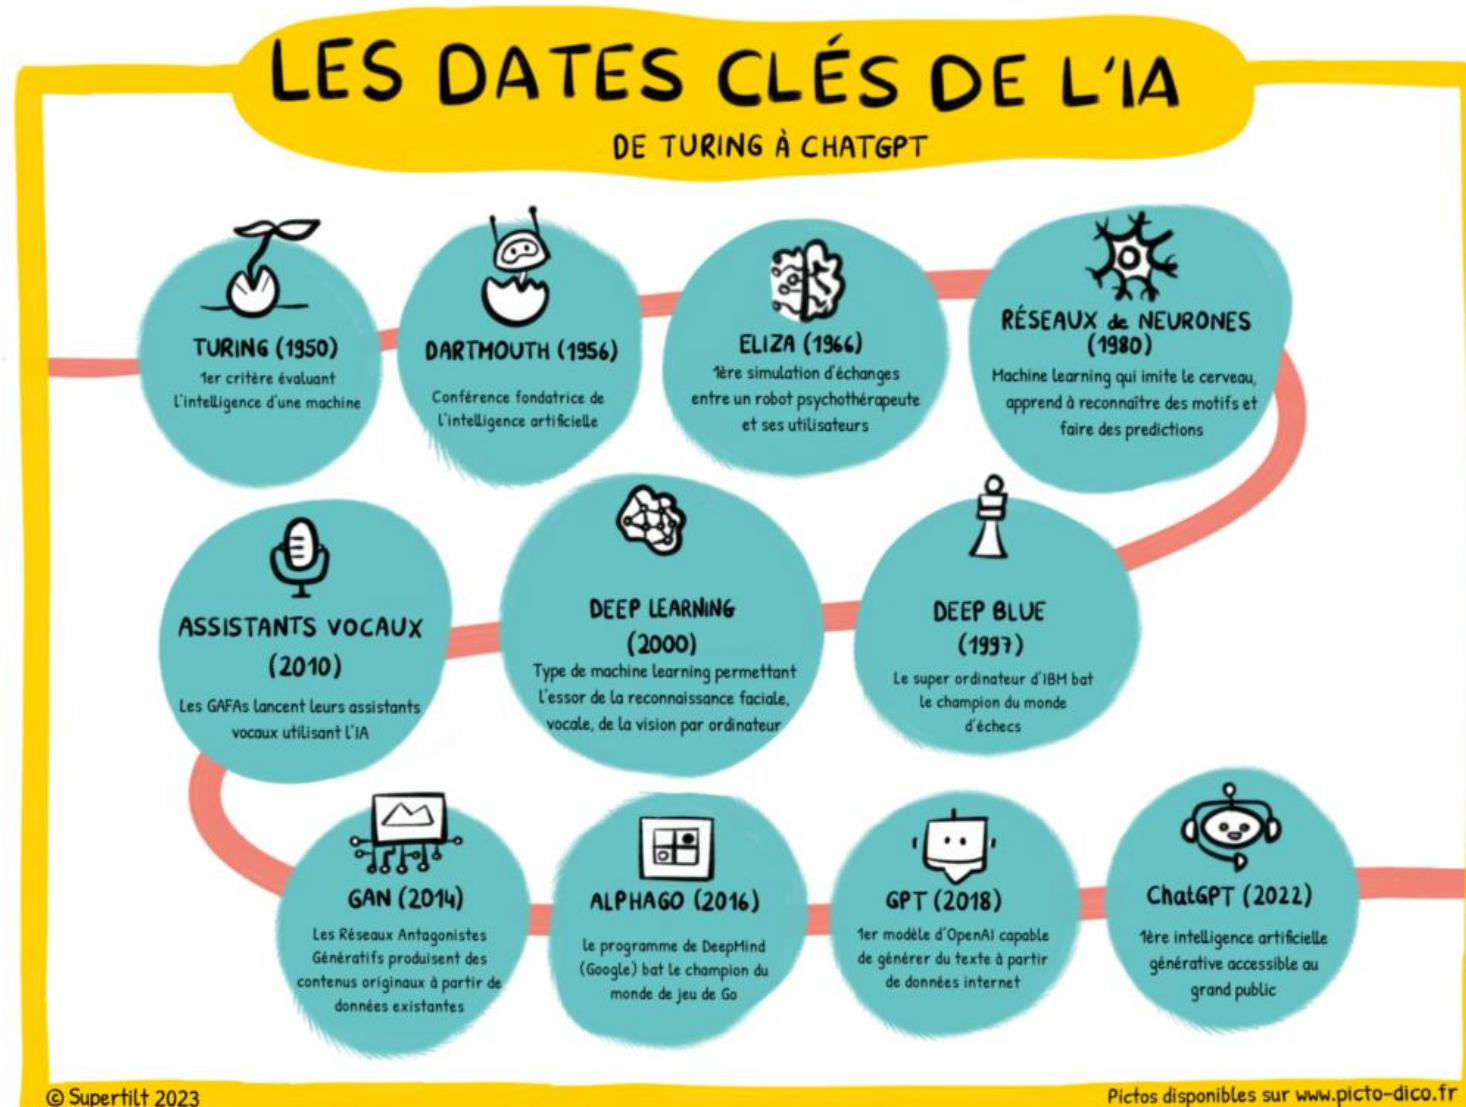 LES DATES CLÉS DE L'IA
DE TURING À CHATGPT
TURING (1950)
1er critère évaluant
l'intelligence d'une machine
DARTMOUTH (1956)
Conférence fondatrice de
l'intelligence artificielle
ELIZA (1966)
1ère simulation d'échanges
entre un robot psychothérapeute
et ses utilisateurs
RÉSEAUX de NEURONES
(1980)
Machine learning qui imite le cerveau,
apprend à reconnaître des motifs et
faire des predictions
DEEP BLUE
(1997)
Le super ordinateur d'IBM bat
le champion du monde
d'échecs
DEEP LEARNING
(2000)
Type de machine learning permettant
l'essor de la reconnaissance faciale,
vocale, de la vision par ordinateur
ASSISTANTS VOCAUX
(2010)
Les GAFAs lancent leurs assistants
vocaux utilisant l'IA
GAN (2014)
Les Réseaux Antagonistes
Génératifs produisent des
contenus originaux à partir de
données existantes
ALPHAGO (2016)
le programme de DeepMind
(Google) bat le champion du
monde de jeu de Go
GPT (2018)
1er modèle d'OpenAI capable
de générer du texte à partir
de données internet
ChatGPT (2022)
1ère intelligence artificielle
générative accessible au
grand public
© Supertilt 2023
Pictos disponibles sur www.picto-dico.fr